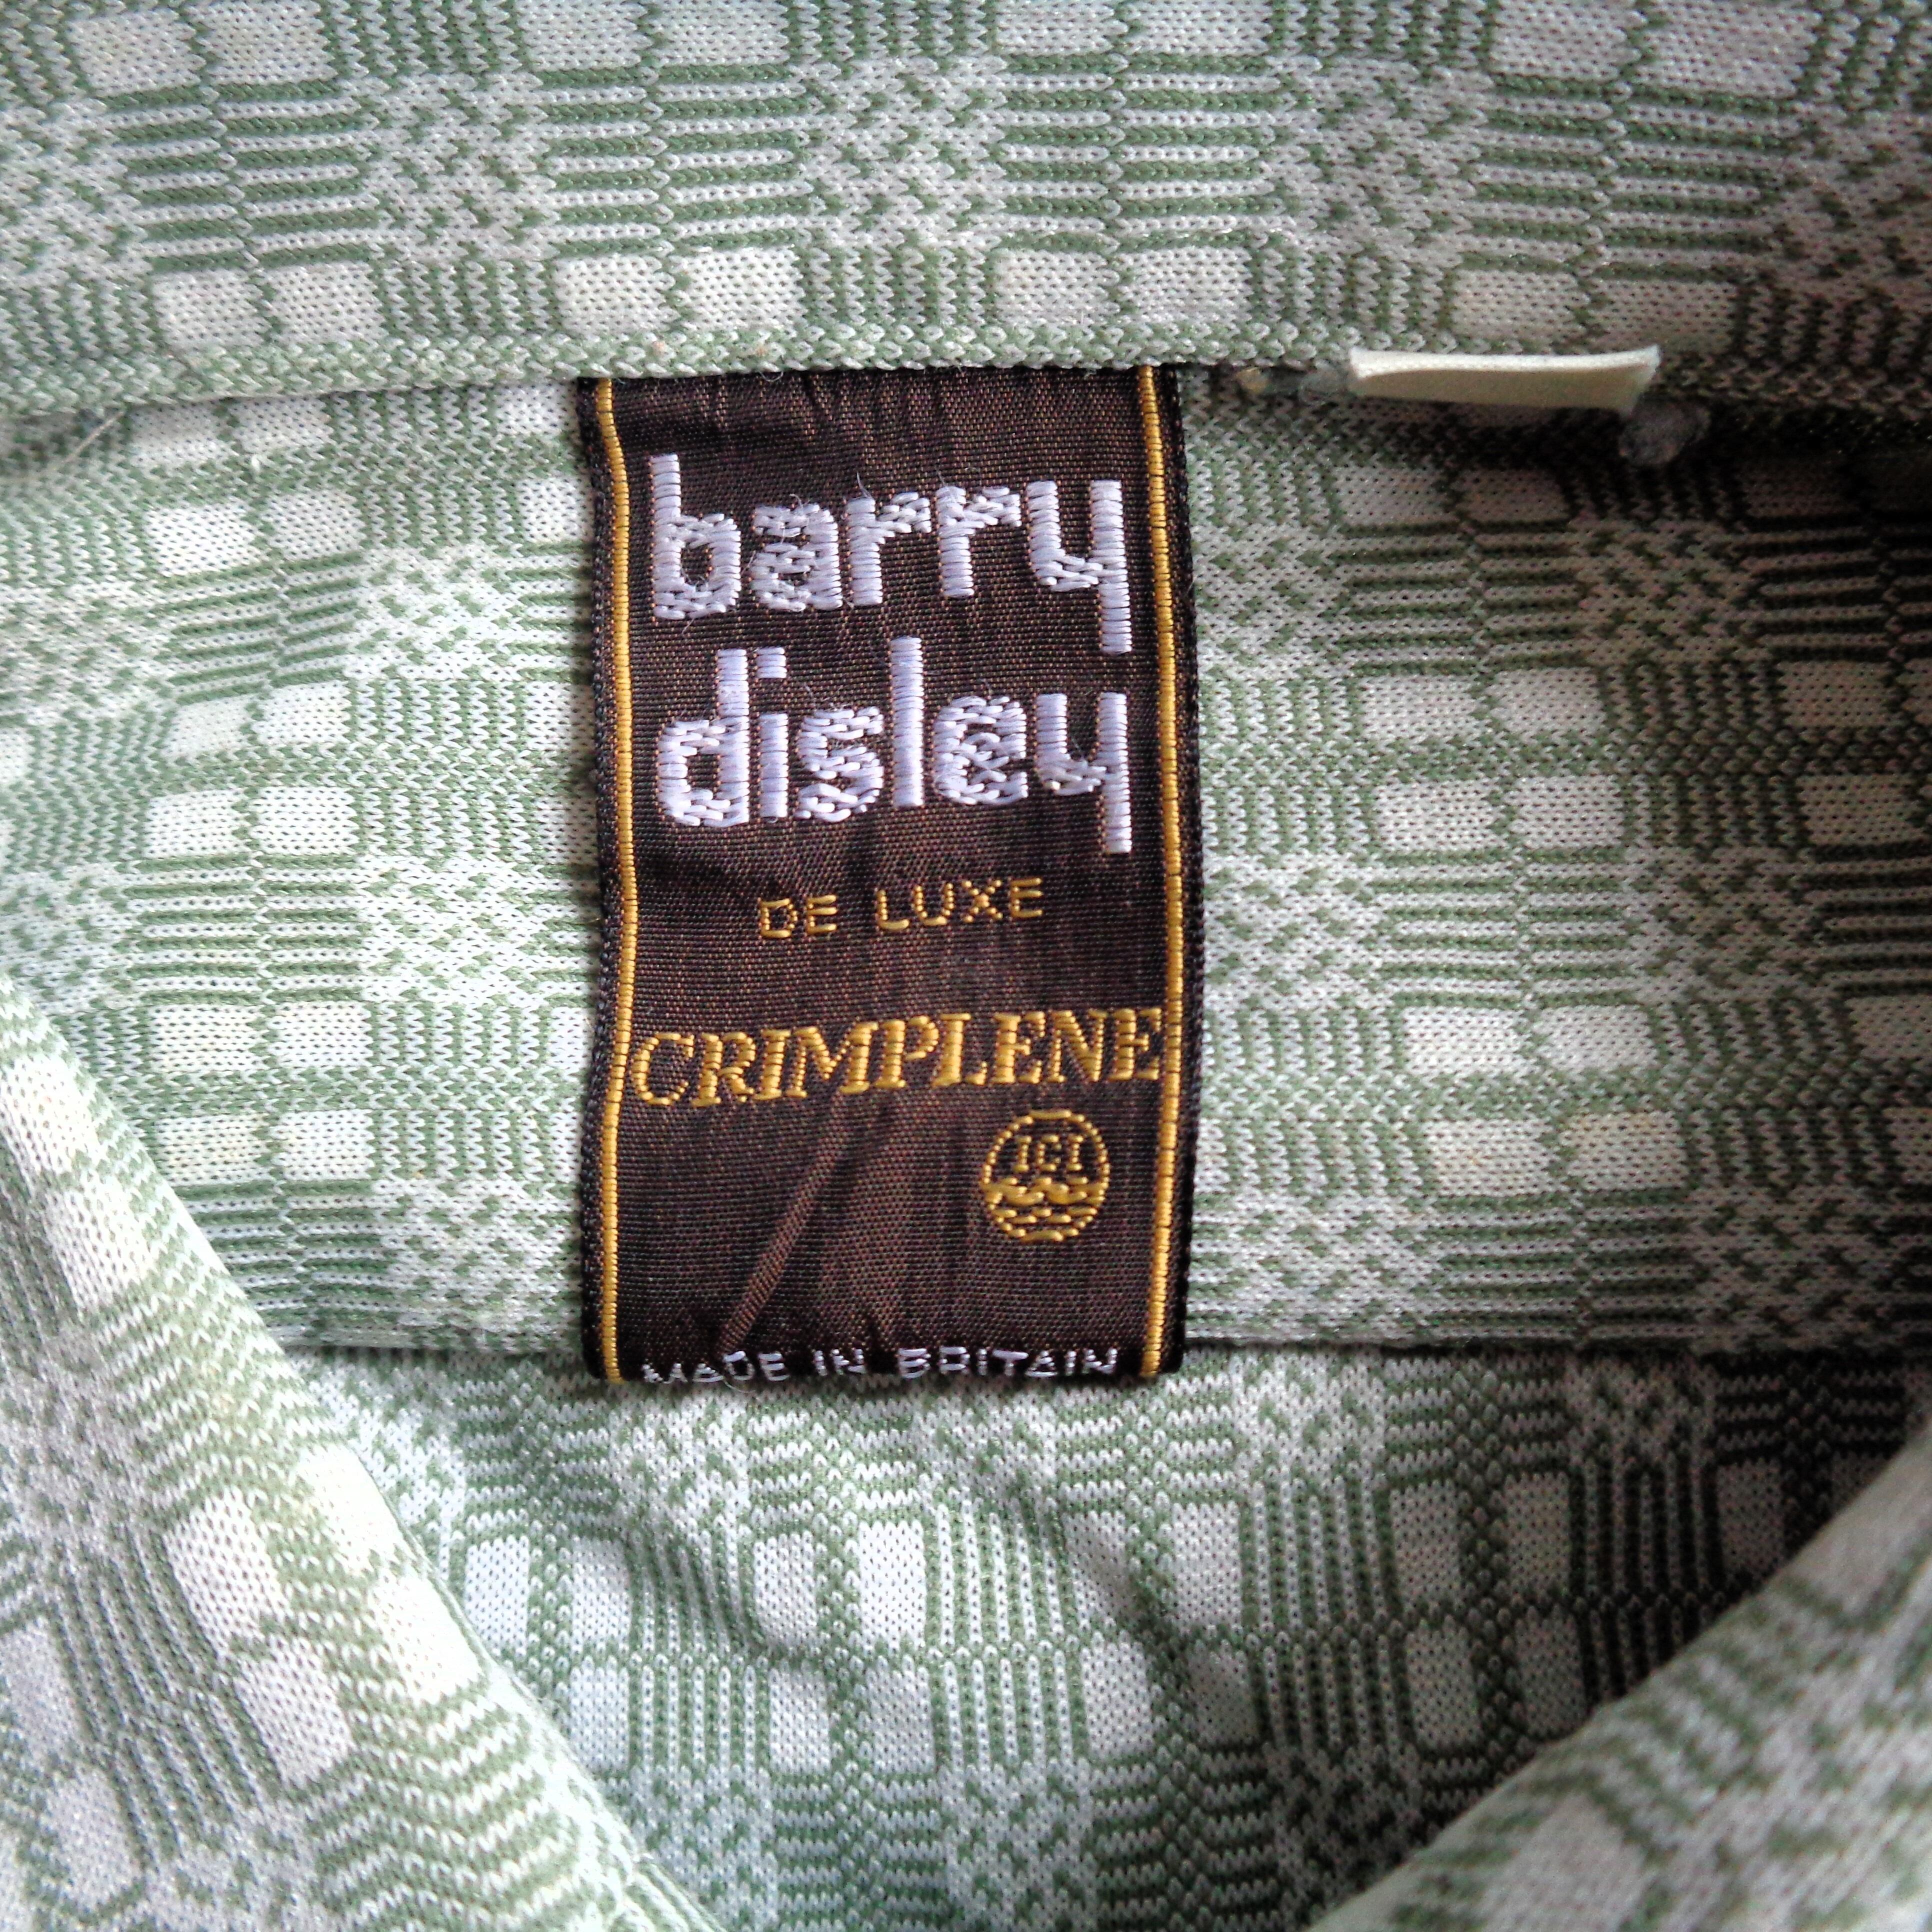 barry
disley
DE LUXE
CRIMPLENE
ICI
MADE IN BRITAIN